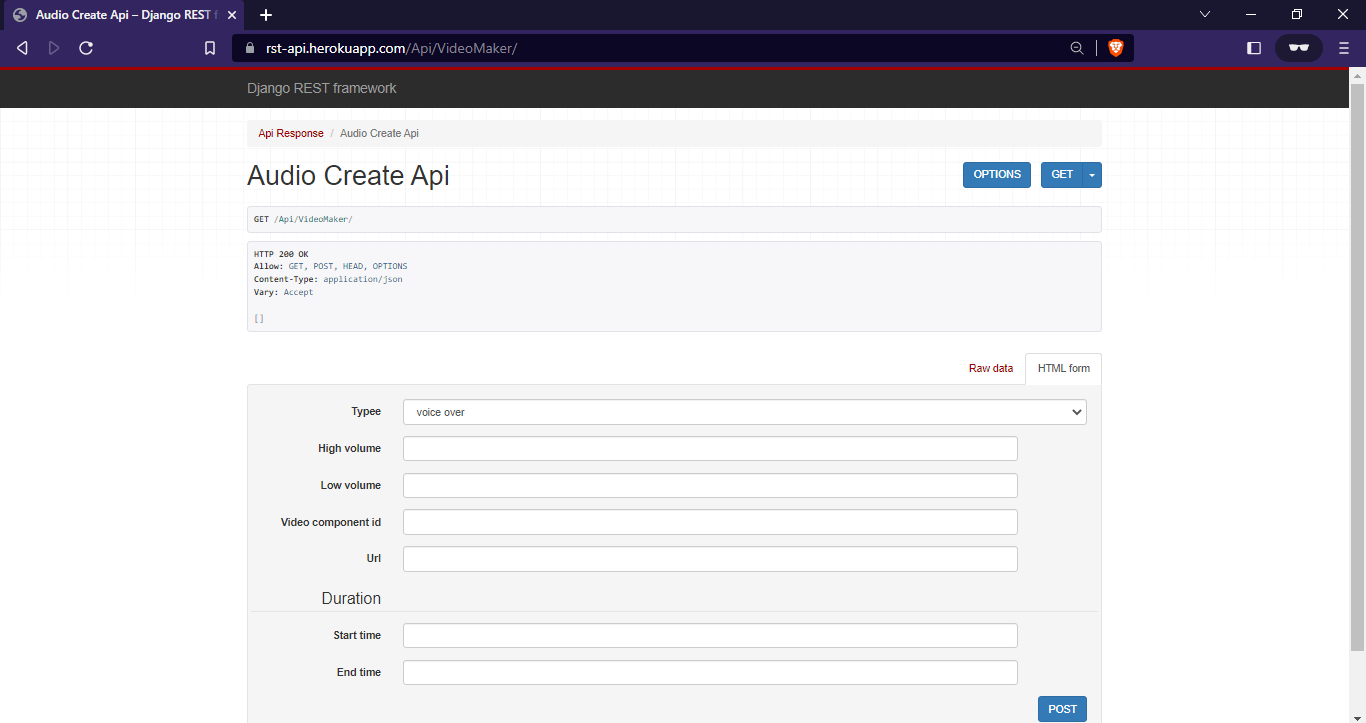 Audio Create Api – Django REST f
rst-api.herokuapp.com/Api/VideoMaker/
Django REST framework
Api Response / Audio Create Api
Audio Create Api
OPTIONS
GET
GET /Api/VideoMaker/
HTTP 200 OK
Allow: GET, POST, HEAD, OPTIONS
Content-Type: application/json
Vary: Accept
[]
Raw data
HTML form
Typee
voice over
High volume
Low volume
Video component id
Url
Duration
Start time
End time
POST